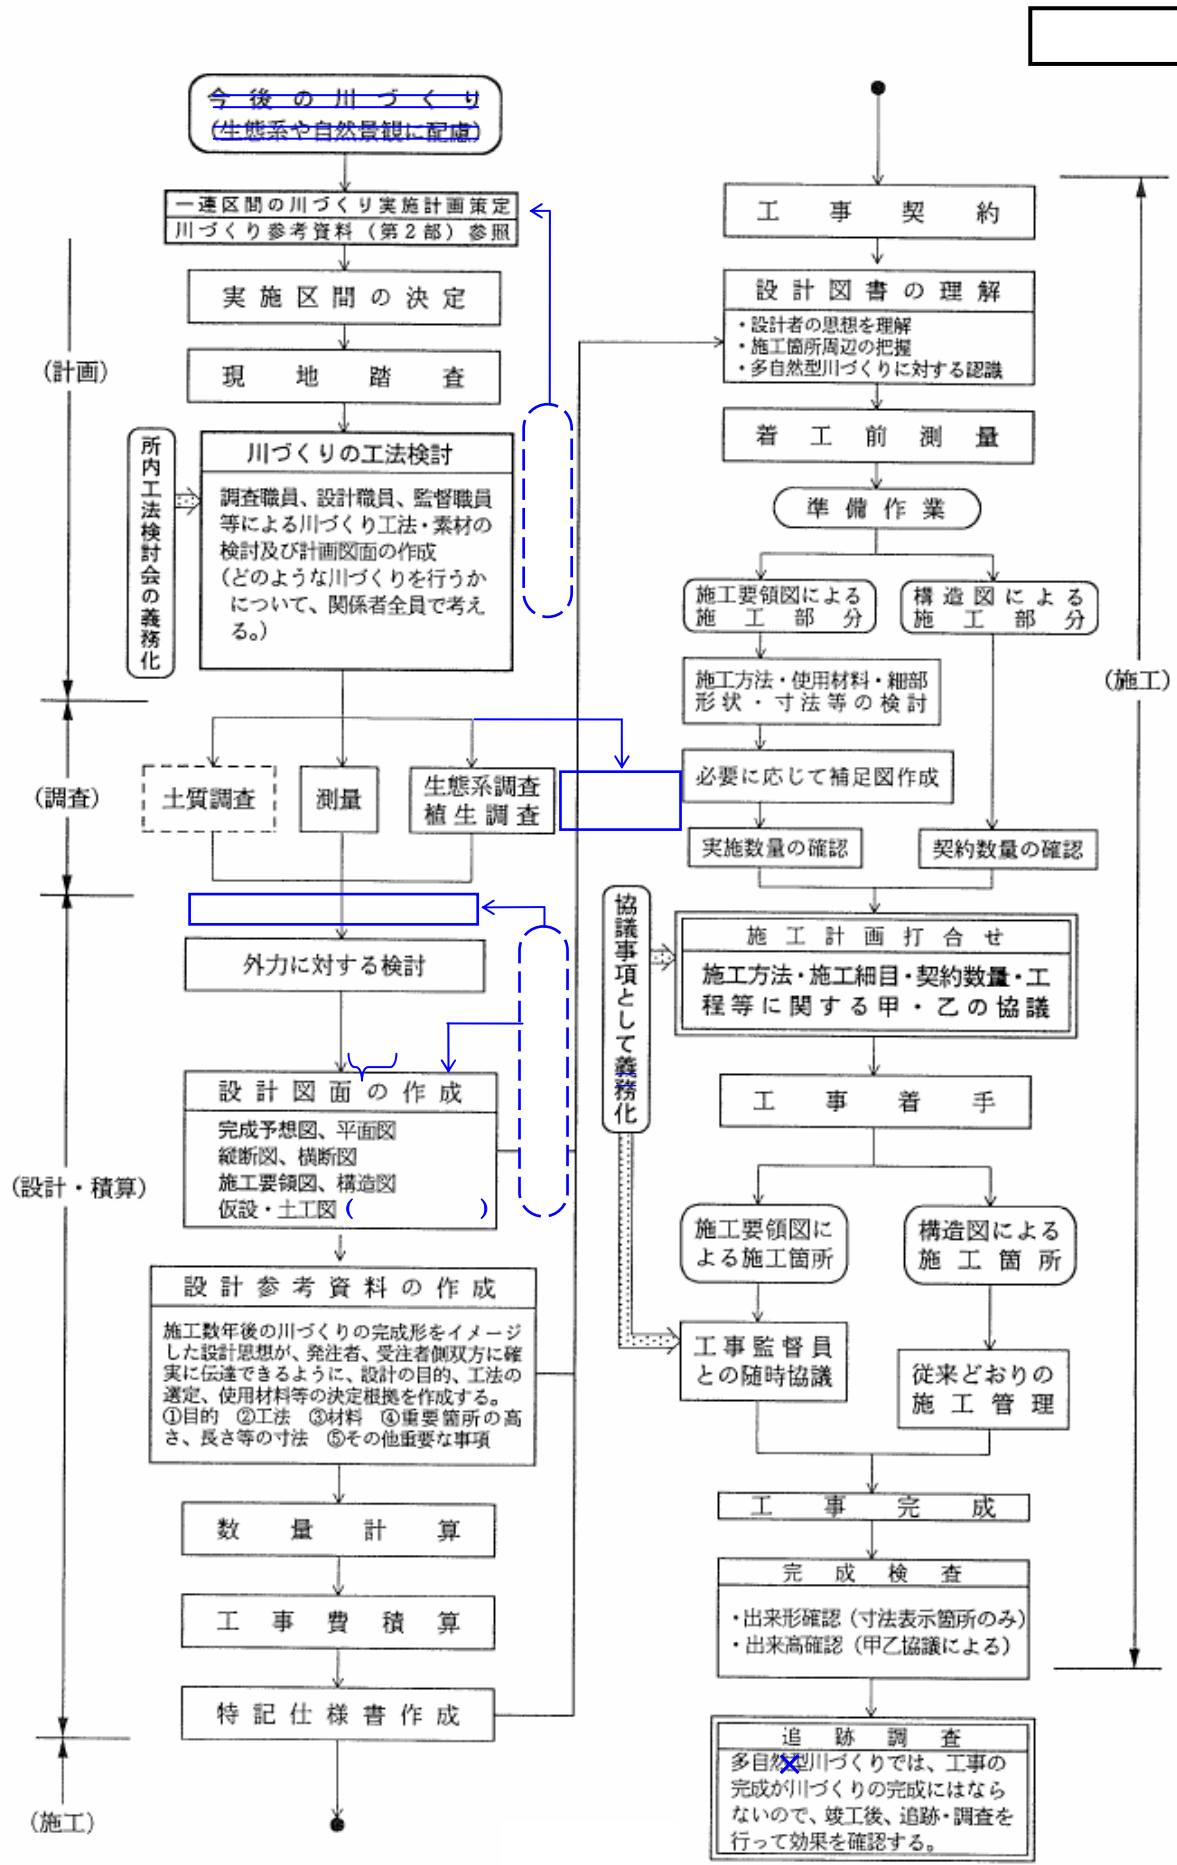 今後の川づくり
(生態系や自然景観に配慮)
一連区間の川づくり実施計画策定
川づくり参考資料(第2部)参照
実施区間の決定
現地踏査
(計画)
所内工法検討会の義務化
川づくりの工法検討
調査職員、設計職員、監督職員
等による川づくり工法・素材の
検討及び計画図面の作成
(どのような川づくりを行うか
について、関係者全員で考え
る。)
(調査)
土質調査
測量
生態系調査
植生調査
外力に対する検討
(設計・積算)
設計図面の作成
完成予想図、平面図
縦断図、横断図
施工要領図、構造図
仮設・土工図( )
設計参考資料の作成
施工数年後の川づくりの完成形をイメージ
した設計思想が、発注者、受注者側双方に確
実に伝達できるように、設計の目的、工法の
選定、使用材料等の決定根拠を作成する。
①目的 ②工法 ③材料 ④重要箇所の高
さ、長さ等の寸法 ⑤その他重要な事項
数量計算
工事費積算
特記仕様書作成
(施工)
工事契約
設計図書の理解
・設計者の思想を理解
・施工箇所周辺の把握
・多自然型川づくりに対する認識
着工前測量
準備作業
施工要領図による
施工部分
構造図による
施工部分
施工方法・使用材料・細部
形状・寸法等の検討
必要に応じて補足図作成
実施数量の確認
契約数量の確認
(施工)
協議事項として義務化
施工計画打合せ
施工方法・施工細目・契約数量・工
程等に関する甲・乙の協議
工事着手
施工要領図に
よる施工箇所
構造図による
施工箇所
工事監督員
との随時協議
従来どおりの
施工管理
工事完成
完成検査
・出来形確認(寸法表示箇所のみ)
・出来高確認(甲乙協議による)
追跡調査
多自然型川づくりでは、工事の
完成が川づくりの完成にはなら
ないので、竣工後、追跡・調査を
行って効果を確認する。